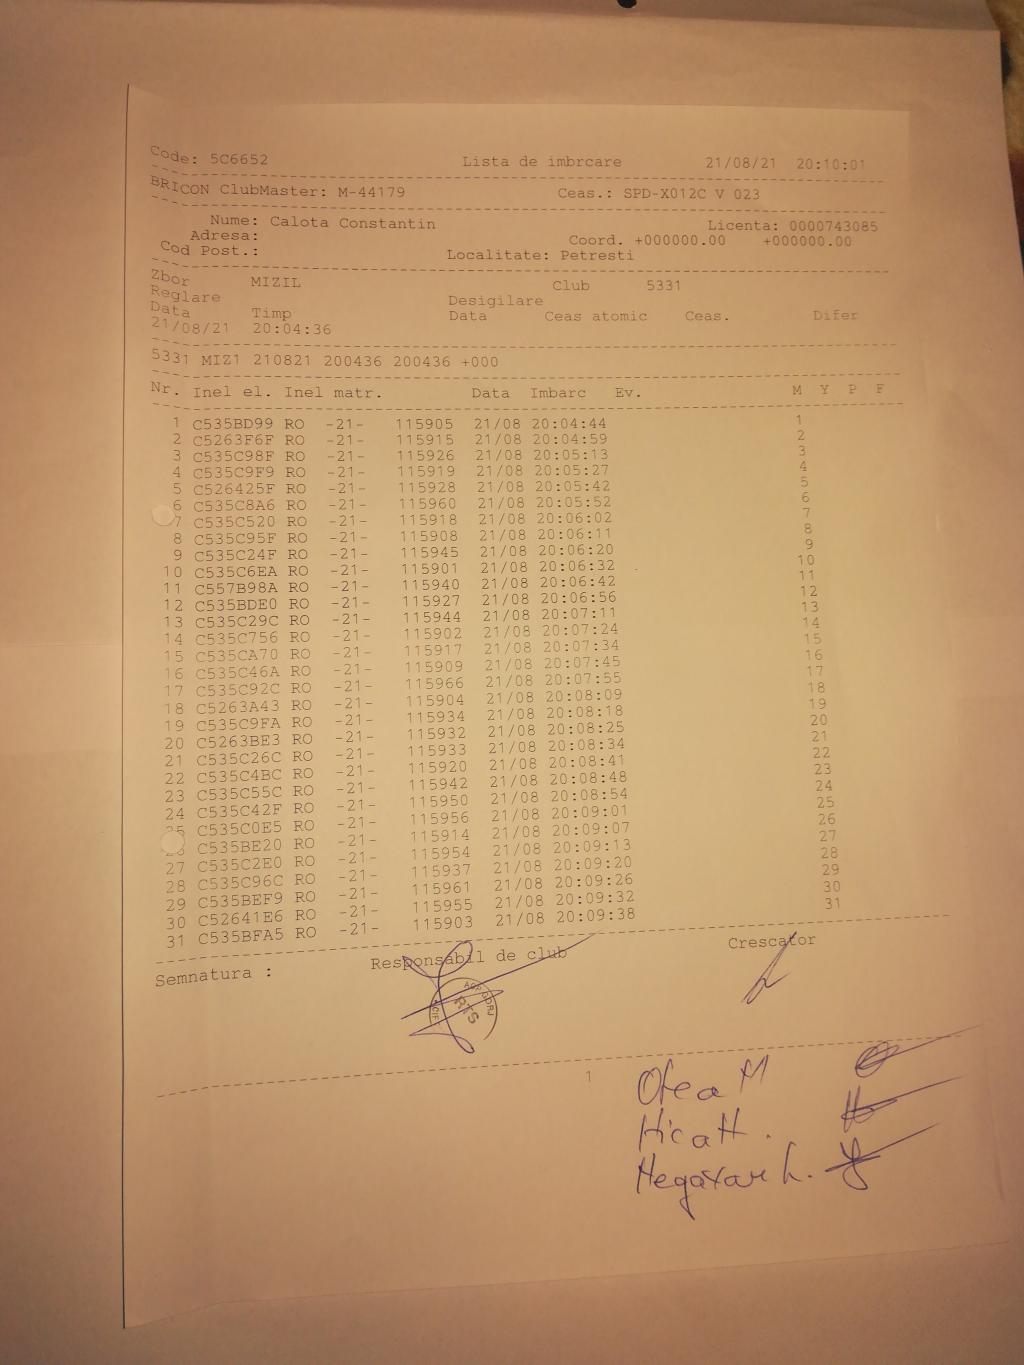 Code: 5C6652 Lista de imbrcare 21/08/21 20:10:01
BRICON ClubMaster: M-44179 Ceas.: SPD-X012C V 023
Nume: Calota Constantin Licenta: 0000743085
Adresa: Coord. +000000.00 +000000.00
Cod Post.: Localitate: Petresti
Zbor MIZIL Club 5331
Reglare Desigilare
Data Timp Data Ceas atomic Ceas. Difer
21/08/21 20:04:36
5331 MIZ1 210821 200436 200436 +000
Nr. Inel el. Inel matr. Data Imbarc Ev. M Y P F
1 C535BD99 RO -21- 115905 21/08 20:04:44 1
2 C5263F6F RO -21- 115915 21/08 20:04:59 2
3 C535C98F RO -21- 115926 21/08 20:05:13 3
4 C535C9F9 RO -21- 115919 21/08 20:05:27 4
5 C526425F RO -21- 115928 21/08 20:05:42 5
6 C535C8A6 RO -21- 115960 21/08 20:05:52 6
7 C535C520 RO -21- 115918 21/08 20:06:02 7
8 C535C95F RO -21- 115908 21/08 20:06:11 8
9 C535C24F RO -21- 115945 21/08 20:06:20 9
10 C535C6EA RO -21- 115901 21/08 20:06:32 10
11 C557B98A RO -21- 115940 21/08 20:06:42 11
12 C535BDE0 RO -21- 115927 21/08 20:06:56 12
13 C535C29C RO -21- 115944 21/08 20:07:11 13
14 C535C756 RO -21- 115902 21/08 20:07:24 14
15 C535CA70 RO -21- 115917 21/08 20:07:34 15
16 C535C46A RO -21- 115909 21/08 20:07:45 16
17 C535C92C RO -21- 115966 21/08 20:07:55 17
18 C5263A43 RO -21- 115904 21/08 20:08:09 18
19 C535C9FA RO -21- 115934 21/08 20:08:18 19
20 C5263BE3 RO -21- 115932 21/08 20:08:25 20
21 C535C26C RO -21- 115933 21/08 20:08:34 21
22 C535C4BC RO -21- 115920 21/08 20:08:41 22
23 C535C55C RO -21- 115942 21/08 20:08:48 23
24 C535C42F RO -21- 115950 21/08 20:08:54 24
25 C535C0E5 RO -21- 115956 21/08 20:09:01 25
26 C535BE20 RO -21- 115914 21/08 20:09:07 26
27 C535C2E0 RO -21- 115954 21/08 20:09:13 27
28 C535C96C RO -21- 115937 21/08 20:09:20 28
29 C535BEF9 RO -21- 115961 21/08 20:09:26 29
30 C52641E6 RO -21- 115955 21/08 20:09:32 30
31 C535BFA5 RO -21- 115903 21/08 20:09:38 31
Semnatura : Responsabil de club Crescator
RTS
1